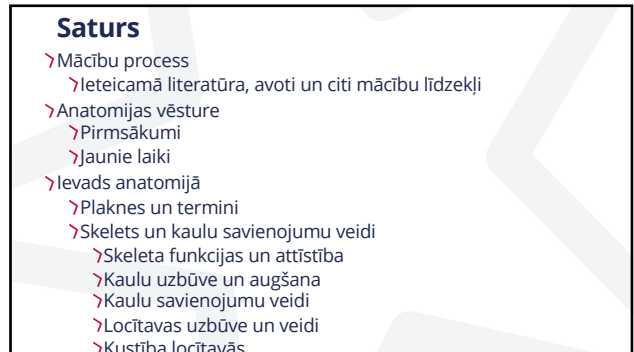 Saturs
Mācību process
Ieteicamā literatūra, avoti un citi mācību līdzekļi
Anatomijas vēsture
Pirmsākumi
Jaunie laiki
Ievads anatomijā
Plaknes un termini
Skelets un kaulu savienojumu veidi
Skeleta funkcijas un attīstība
Kaulu uzbūve un augšana
Kaulu savienojumu veidi
Locītavas uzbūve un veidi
Kustība locītavās